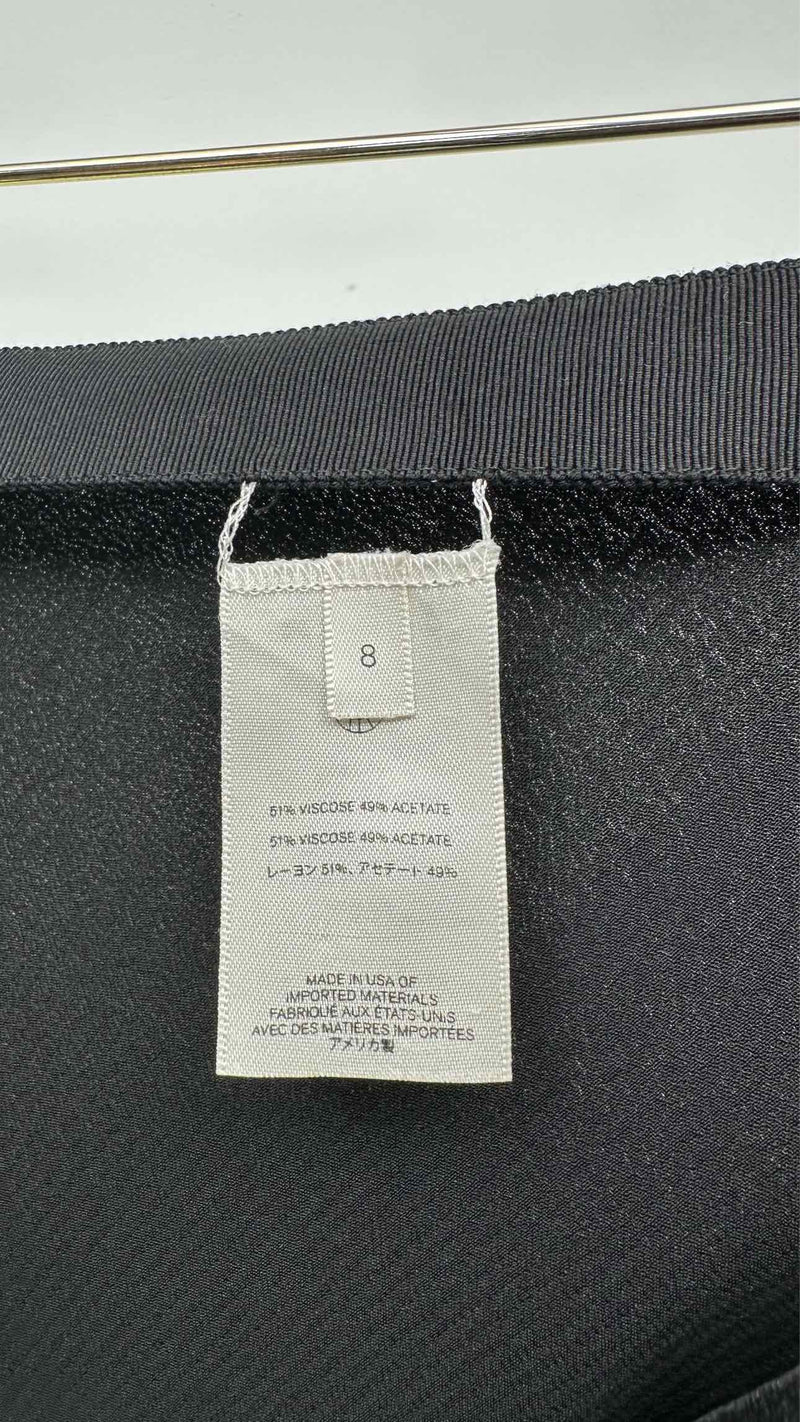 8
51% VISCOSE 49% ACETATE
51% VISCOSE 49% ACETATE
レーヨン 51%、アセテート 49%
MADE IN USA OF
IMPORTED MATERIALS
FABRIQUÉ AUX ÉTATS-UNIS
AVEC DES MATIÈRES IMPORTÉES
アメリカ製